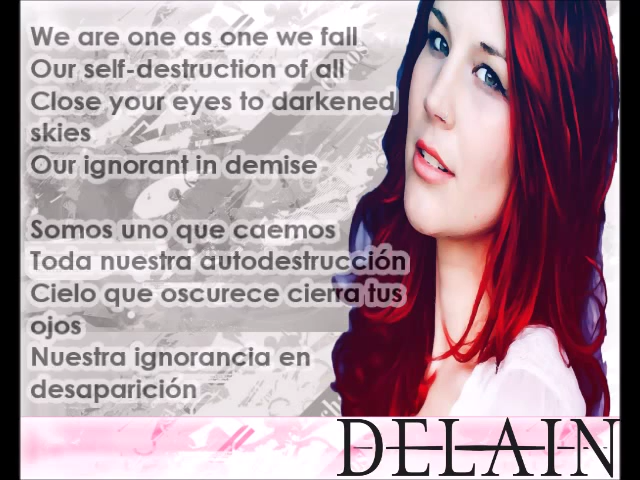 We are one as one we fall
Our self-destruction of all
Close your eyes to darkened
skies
Our ignorant in demise
Somos uno que caemos
Toda nuestra autodestrucción
Cielo que oscurece cierra tus
ojos
Nuestra ignorancia en
desaparición
DELAIN